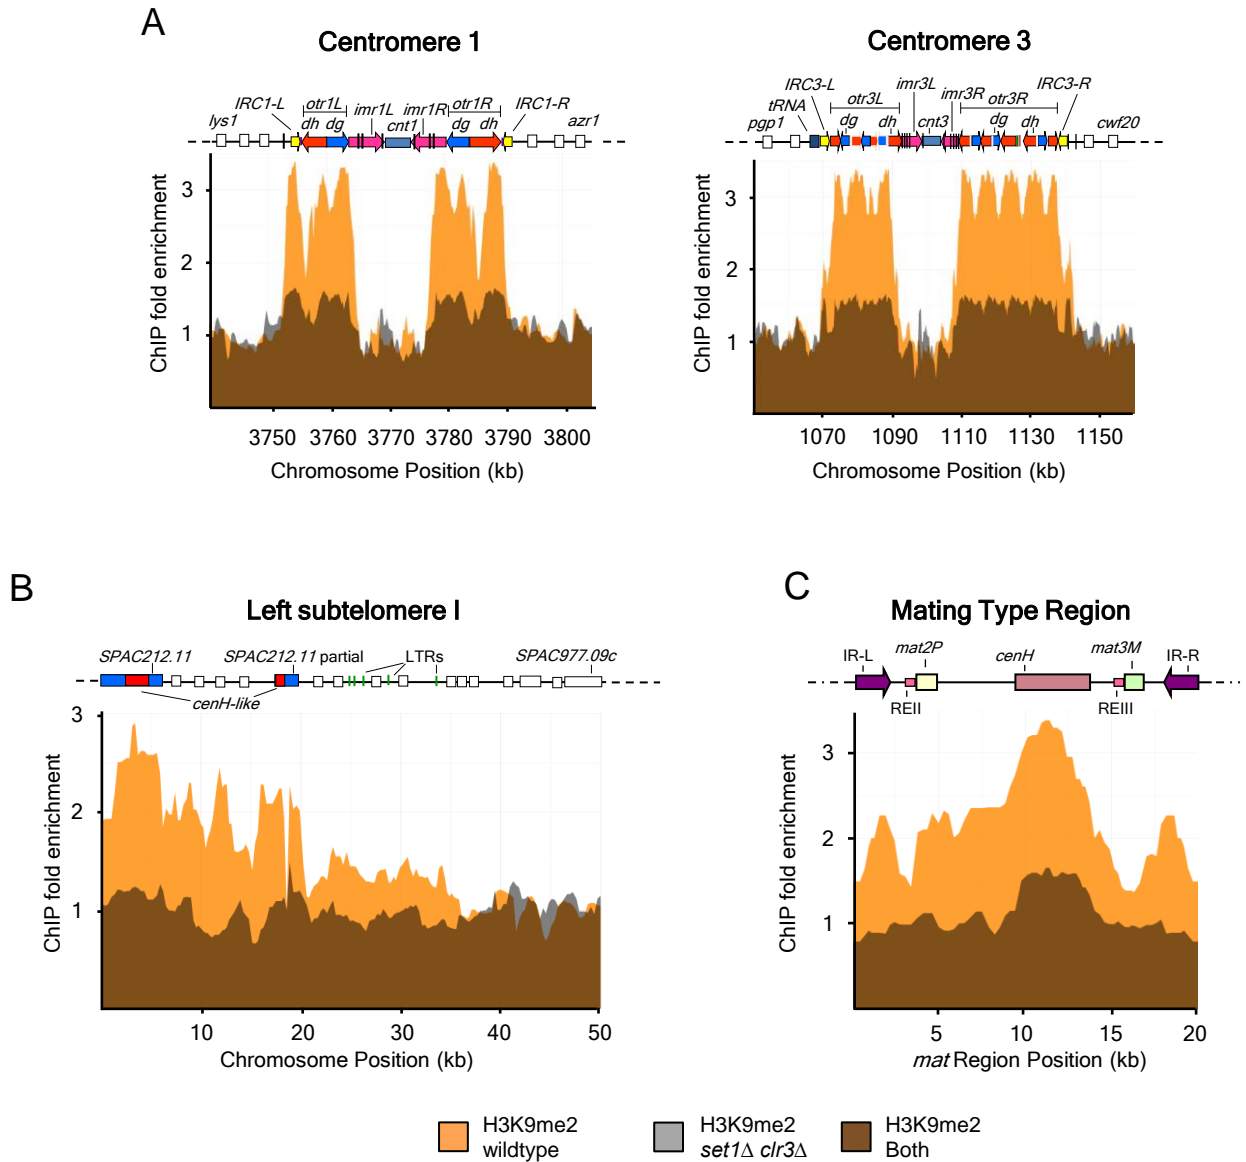 A
Centromere 1
Centromere 3
IRC1-L otr1L imr1L imr1R otr1R IRC1-R
lys1 dh dg cnt1 dg dh azr1
IRC3-L imr3L imr3R IRC3-R
tRNA otr3L otr3R
pgp1 dg dh cnt3 dg dh cwf20
ChIP fold enrichment
3
2
1
3750 3760 3770 3780 3790 3800
Chromosome Position (kb)
ChIP fold enrichment
3
2
1
1070 1090 1110 1130 1150
Chromosome Position (kb)
B
Left subtelomere I
SPAC212.11 SPAC212.11 partial LTRs SPAC977.09c
cenH-like
ChIP fold enrichment
3
2
1
10 20 30 40 50
Chromosome Position (kb)
C
Mating Type Region
IR-L mat2P cenH mat3M IR-R
REII REIII
ChIP fold enrichment
3
2
1
5 10 15 20
mat Region Position (kb)
H3K9me2
wildtype
H3K9me2
set1Δ clr3Δ
H3K9me2
Both